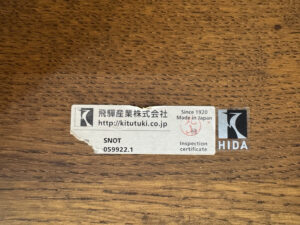 飛騨産業株式会社
http://kitutuki.co.jp
Since 1920
Made in Japan
SNOT
059922.1
Inspection
certificate
HIDA